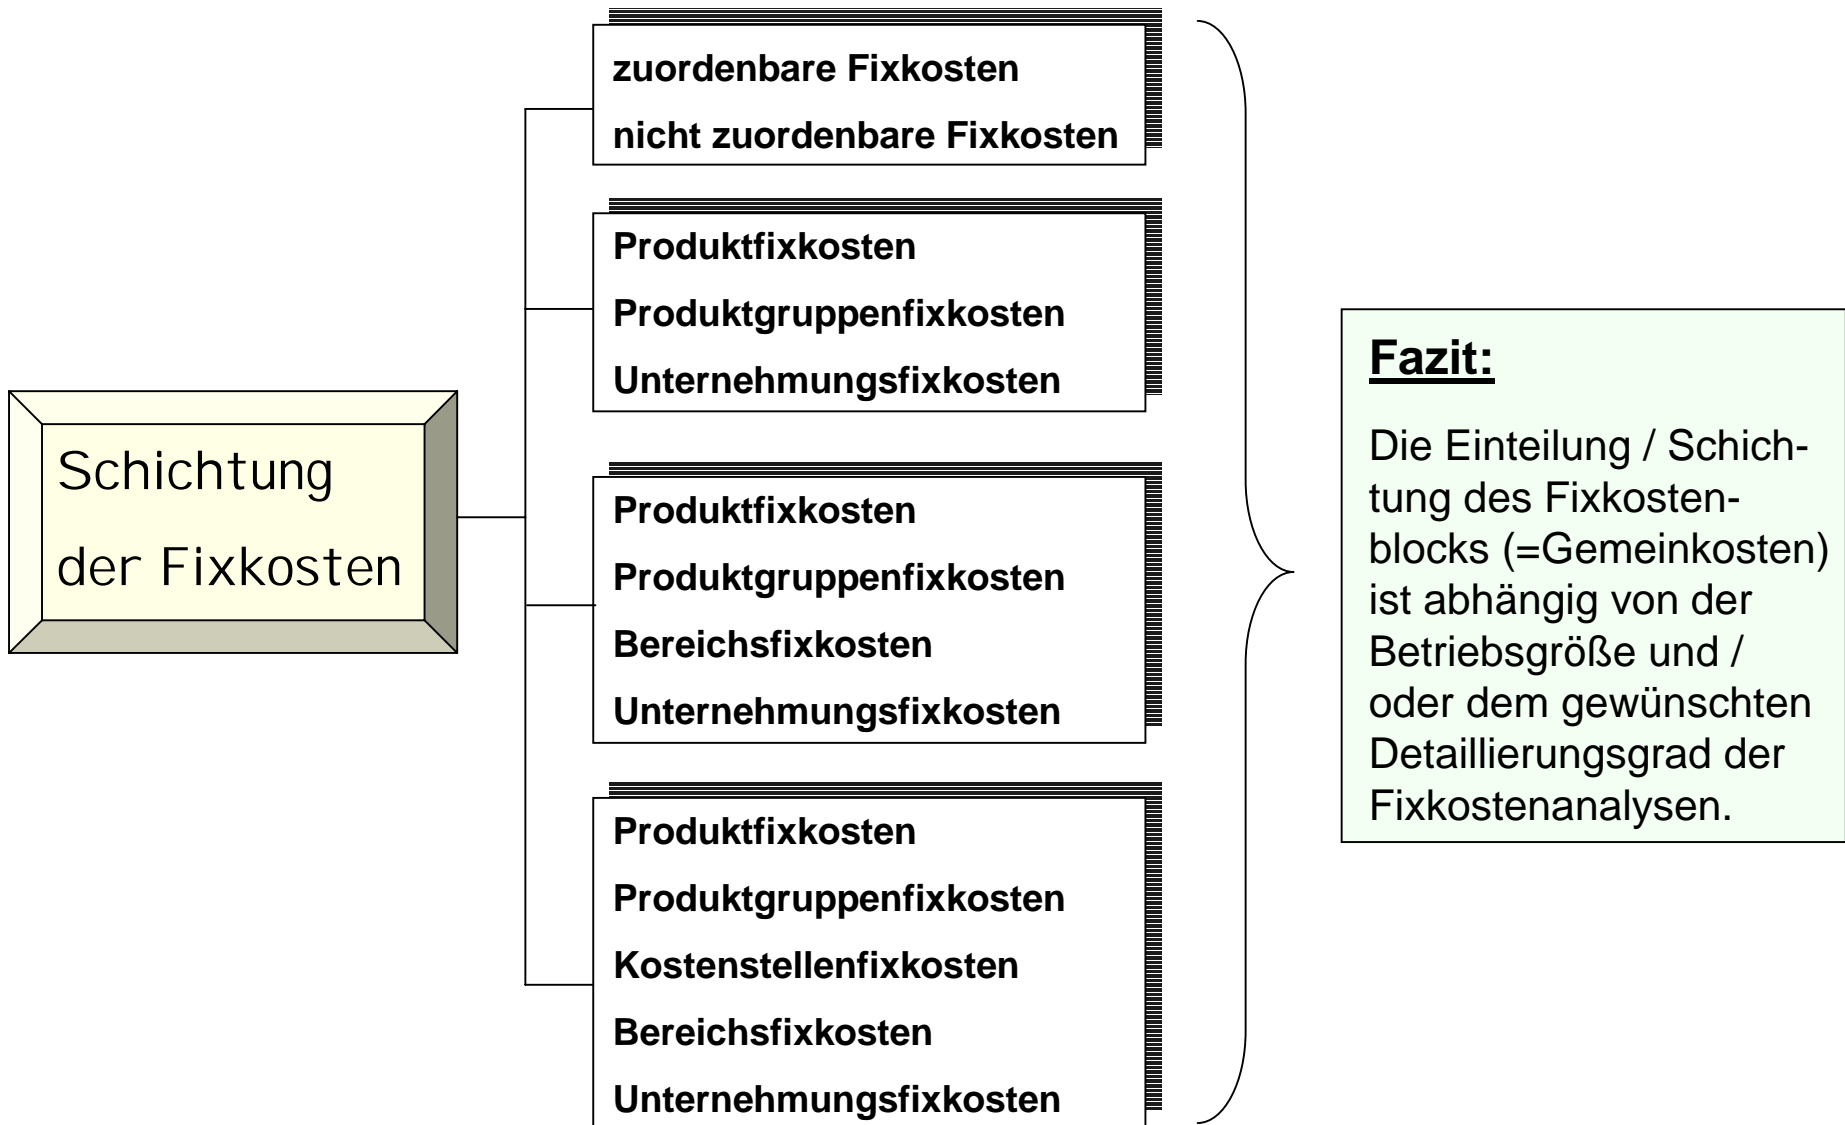 Schichtung
der Fixkosten
zuordenbare Fixkosten
nicht zuordenbare Fixkosten
Produktfixkosten
Produktgruppenfixkosten
Unternehmungsfixkosten
Produktfixkosten
Produktgruppenfixkosten
Bereichsfixkosten
Unternehmungsfixkosten
Produktfixkosten
Produktgruppenfixkosten
Kostenstellenfixkosten
Bereichsfixkosten
Unternehmungsfixkosten
Fazit:
Die Einteilung / Schich-
tung des Fixkosten-
blocks (=Gemeinkosten)
ist abhängig von der
Betriebsgröße und /
oder dem gewünschten
Detaillierungsgrad der
Fixkostenanalysen.